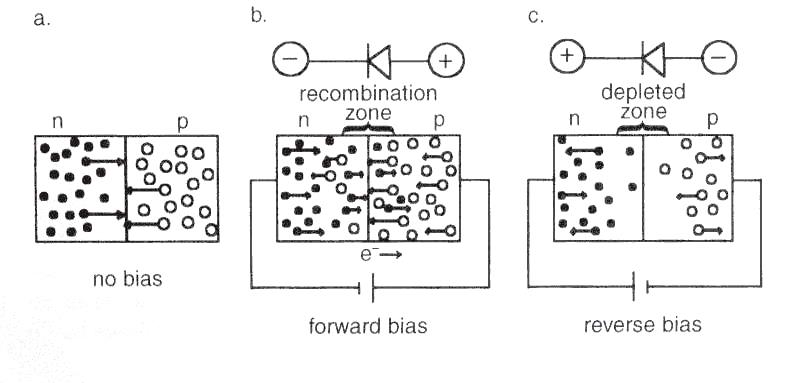 a.
n p
no bias
b.
− +
recombination
zone
n p
e⁻→
forward bias
c.
+ −
depleted
zone
n p
reverse bias